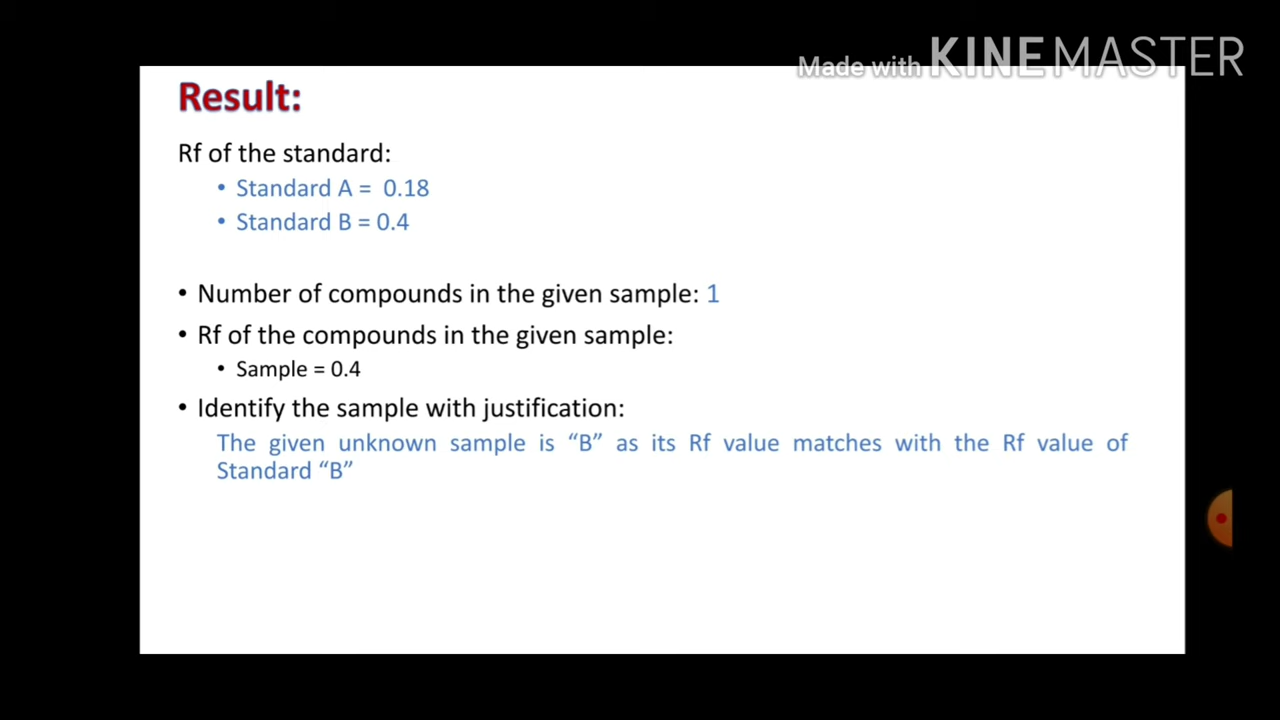 Made with KINEMASTER
Result:
Rf of the standard:
• Standard A = 0.18
• Standard B = 0.4
• Number of compounds in the given sample: 1
• Rf of the compounds in the given sample:
• Sample = 0.4
• Identify the sample with justification:
The given unknown sample is “B” as its Rf value matches with the Rf value of
Standard “B”